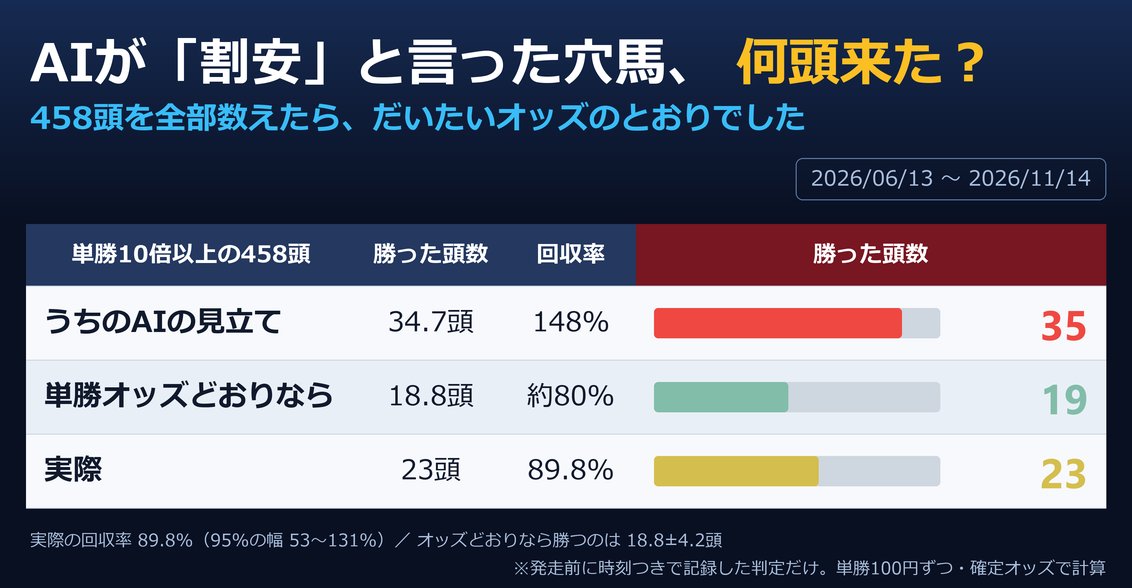 AIが「割安」と言った穴馬、 何頭来た？
458頭を全部数えたら、だいたいオッズのとおりでした
2026/06/13 〜 2026/11/14
単勝10倍以上の458頭 勝った頭数 回収率 勝った頭数
うちのAIの見立て 34.7頭 148% 35
単勝オッズどおりなら 18.8頭 約80% 19
実際 23頭 89.8% 23
実際の回収率 89.8%（95%の幅 53〜131%）／ オッズどおりなら勝つのは 18.8±4.2頭
※発走前に時刻つきで記録した判定だけ。単勝100円ずつ・確定オッズで計算